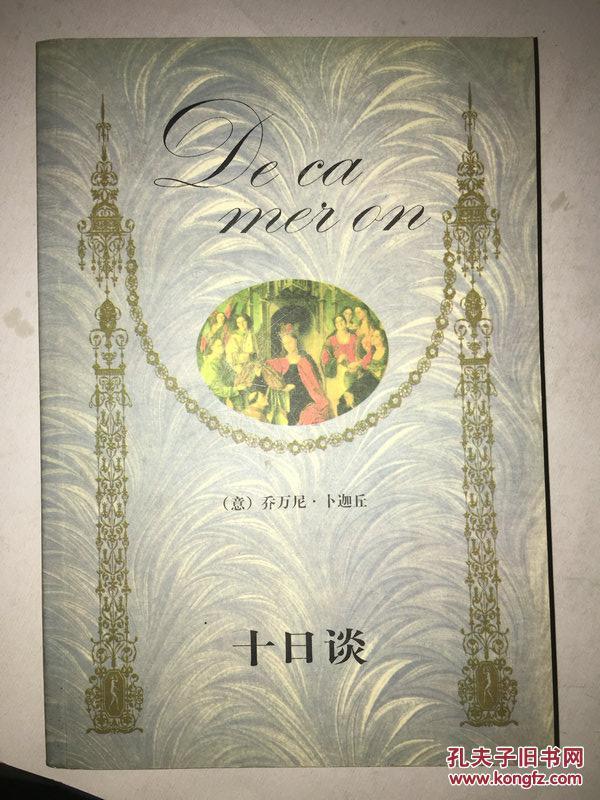 De ca
mer on
（意）乔万尼·卜迦丘
十日谈
孔夫子旧书网
www.kongfz.com